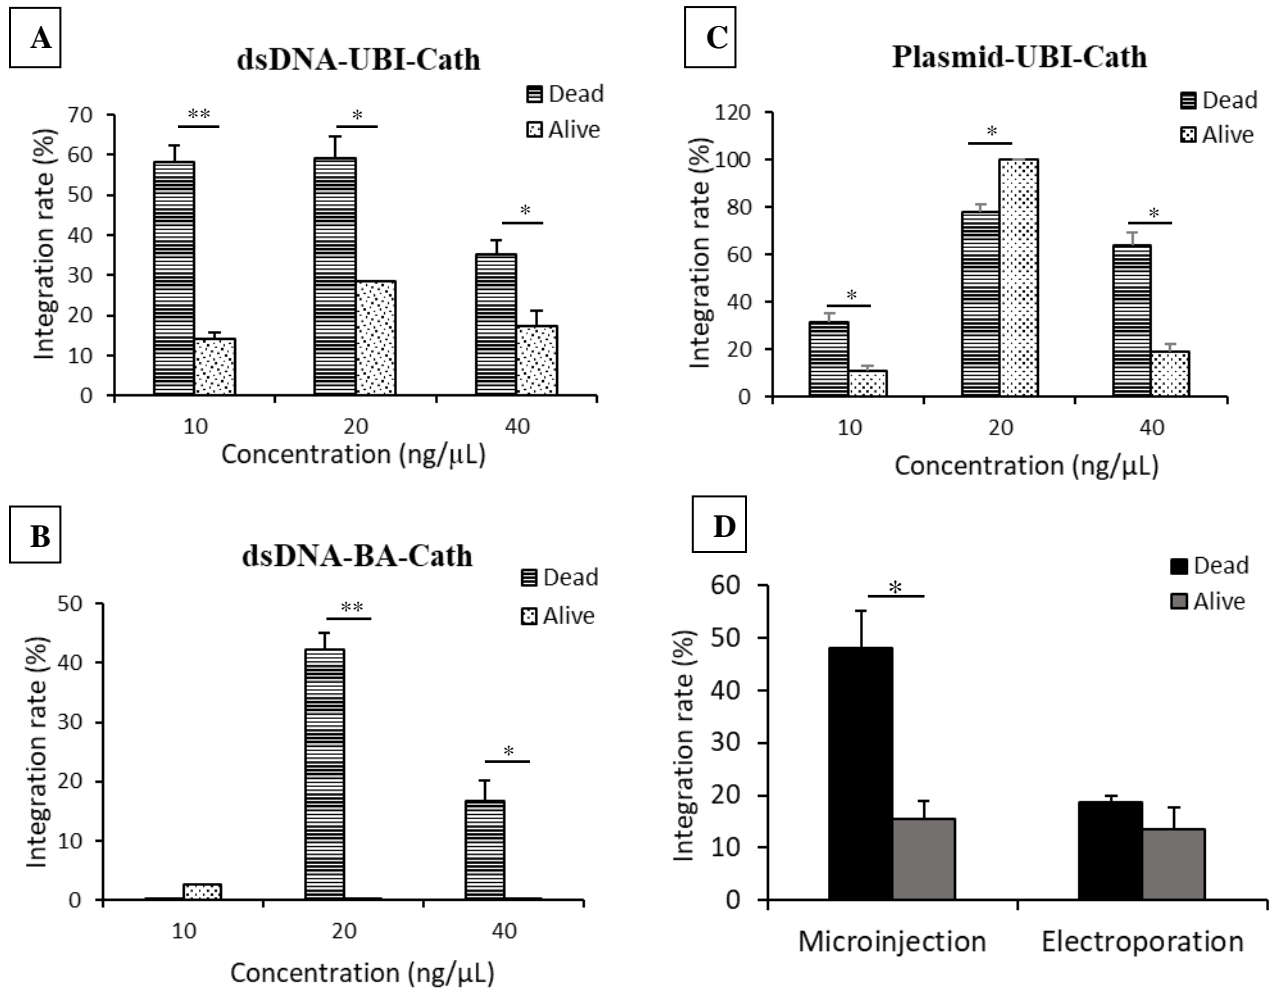 A
dsDNA-UBI-Cath
Dead
Alive
Integration rate (%)
70
60
50
40
30
20
10
0
**
*
*
10 20 40
Concentration (ng/μL)
B
dsDNA-BA-Cath
Dead
Alive
Integration rate (%)
50
40
30
20
10
0
**
*
10 20 40
Concentration (ng/μL)
C
Plasmid-UBI-Cath
Dead
Alive
Integration rate (%)
120
100
80
60
40
20
0
*
*
*
10 20 40
Concentration (ng/μL)
D
Dead
Alive
Integration rate (%)
60
50
40
30
20
10
0
*
Microinjection Electroporation